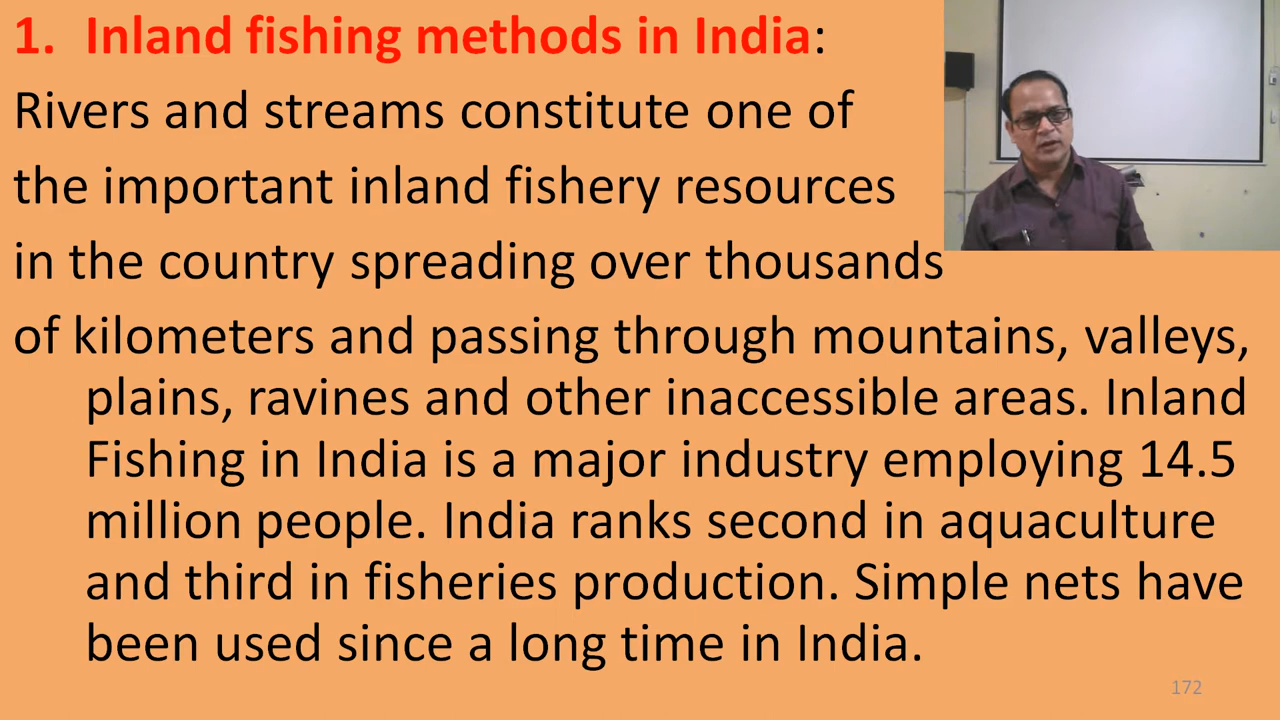 1. Inland fishing methods in India:
Rivers and streams constitute one of
the important inland fishery resources
in the country spreading over thousands
of kilometers and passing through mountains, valleys,
plains, ravines and other inaccessible areas. Inland
Fishing in India is a major industry employing 14.5
million people. India ranks second in aquaculture
and third in fisheries production. Simple nets have
been used since a long time in India.
172